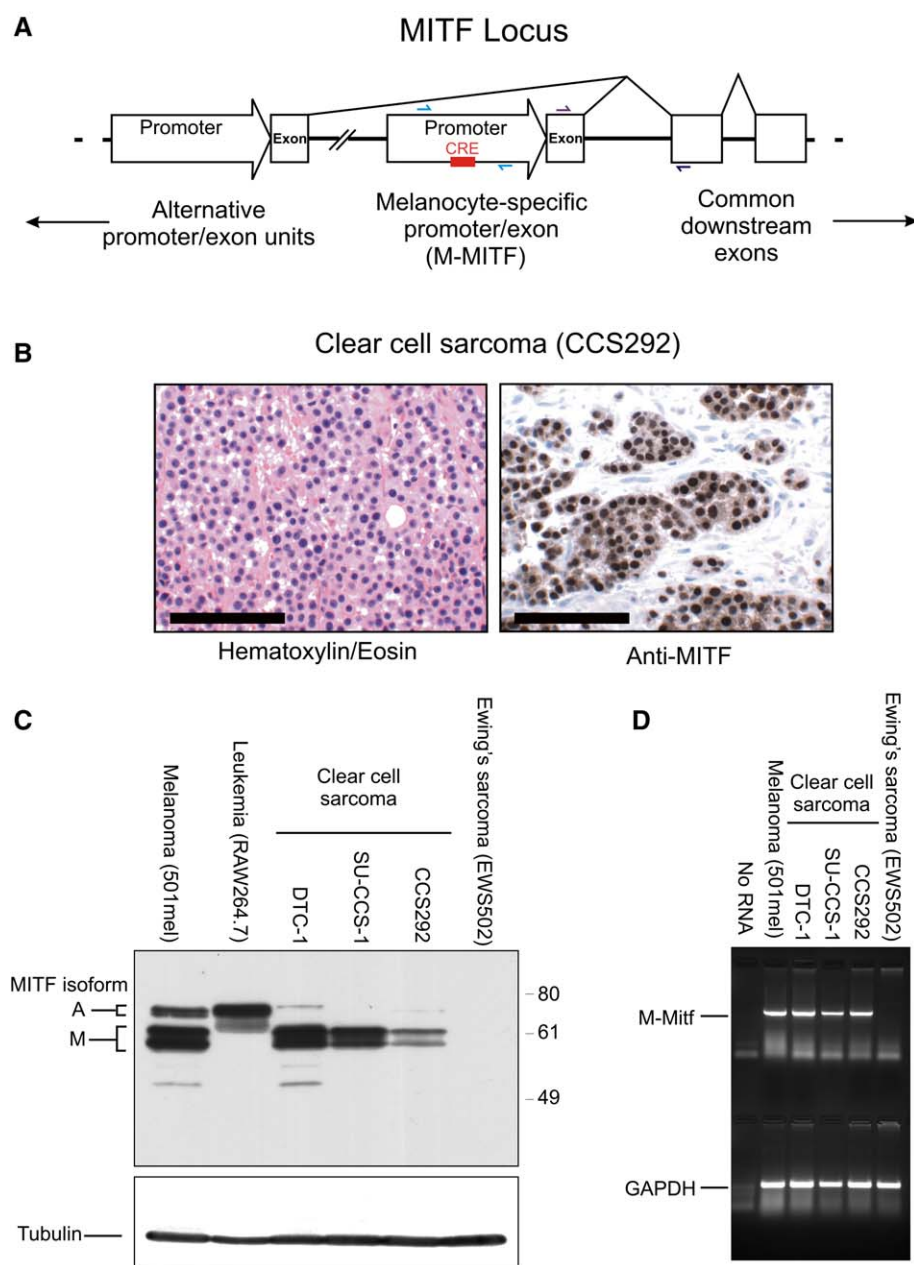 A
MITF Locus
Promoter
Exon
Promoter
CRE
Exon
Alternative
promoter/exon units
Melanocyte-specific
promoter/exon
(M-MITF)
Common
downstream
exons
B
Clear cell sarcoma (CCS292)
Hematoxylin/Eosin
Anti-MITF
C
Melanoma (501mel)
Leukemia (RAW264.7)
Clear cell
sarcoma
DTC-1
SU-CCS-1
CCS292
Ewing's sarcoma (EWS502)
MITF isoform
A
M
80
61
49
Tubulin
D
No RNA
Melanoma (501mel)
Clear cell
sarcoma
DTC-1
SU-CCS-1
CCS292
Ewing's sarcoma (EWS502)
M-Mitf
GAPDH